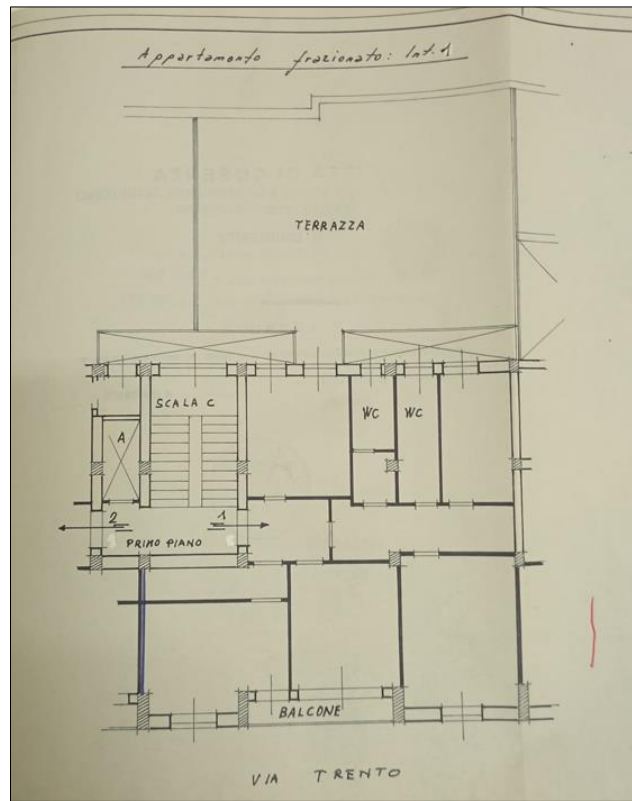 Appartamento frazionato: Int. 1
TERRAZZA
SCALA C
WC
WC
A
2
1
PRIMO PIANO
BALCONE
VIA TRENTO